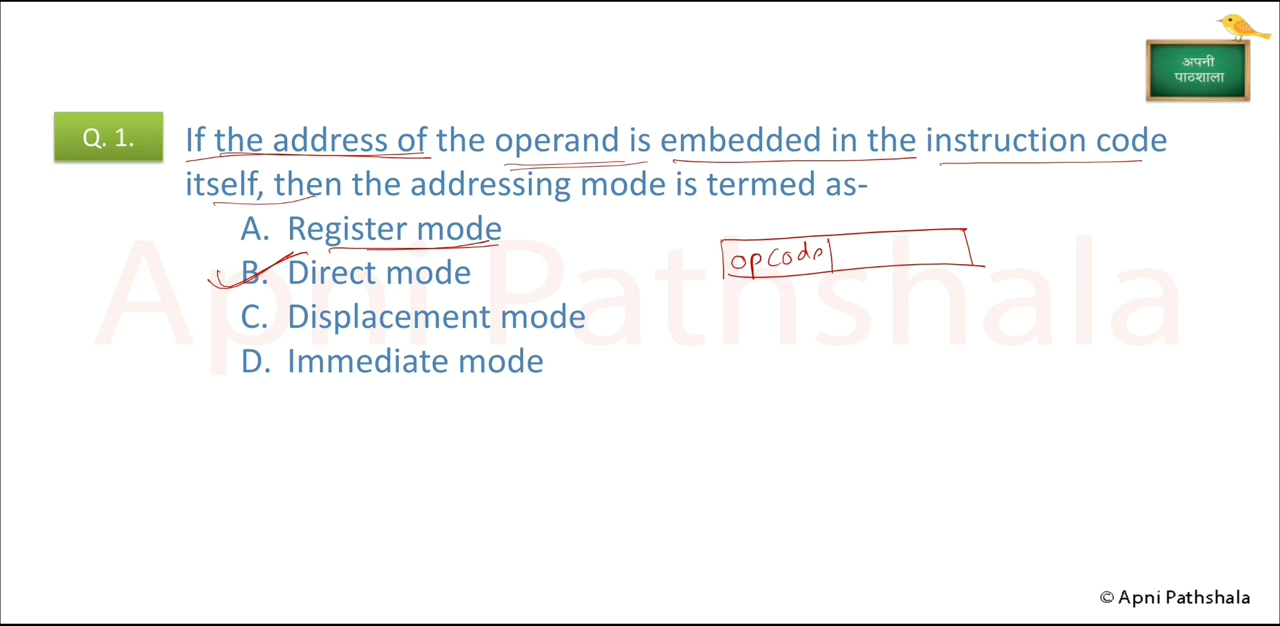 अपनी
पाठशाला
Q. 1.
If the address of the operand is embedded in the instruction code
itself, then the addressing mode is termed as-
A. Register mode
B. Direct mode
C. Displacement mode
D. Immediate mode
opcode
Apni Pathshala
© Apni Pathshala